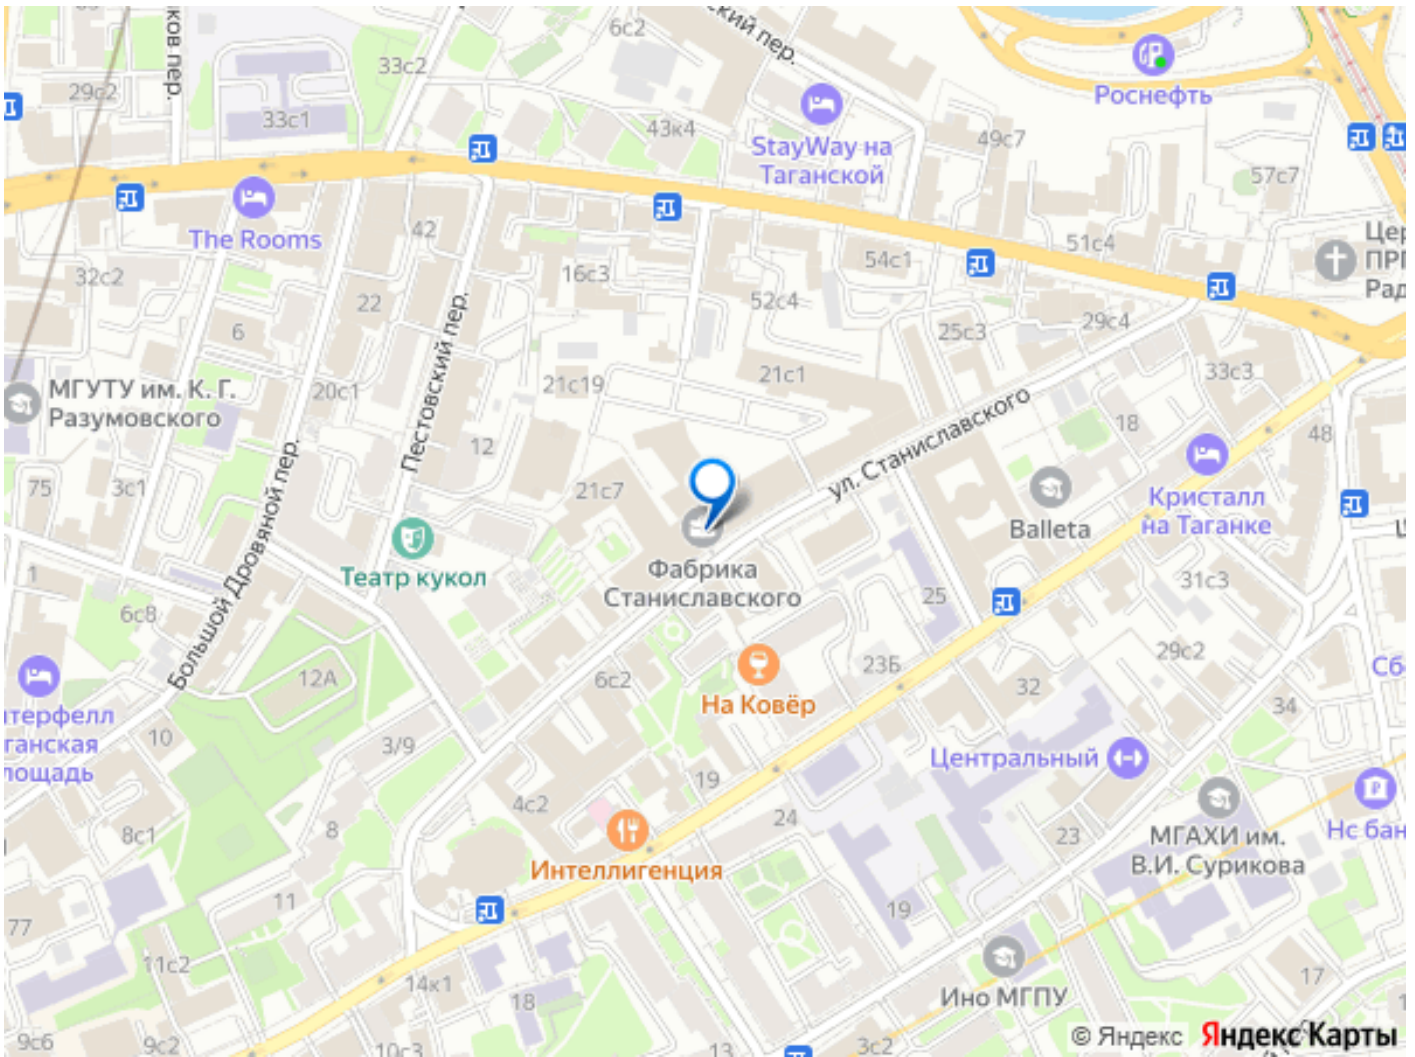 6с2
ский пер.
ков пер.
33с2
29с2
33с1
Роснефть
43к4
StayWay на
Таганской
49с7
57с7
The Rooms
42
51с4
54с1
32с2
16с3
22
52с4
6
25с3
29с4
Пестовский пер.
МГУТУ им. К. Г.
Разумовского
20с1
21с19
21с1
33с3
ул. Станиславского
18
48
12
75
3с1
21с7
Кристалл
на Таганке
Balleta
Большой Дровяной пер.
Театр кукол
Фабрика
Станиславского
1
6с8
25
31с3
12А
6с2
23Б
29с2
32
На Ковёр
34
10
3/9
Центральный
19
4с2
24
8с1
8
23
МГАХИ им.
В.И. Сурикова
Нс бан
Интеллигенция
11
19
77
11с2
14к1
18
Ино МГПУ
17
9с6
9с2
10с3
13
3с2
© Яндекс Яндекс Карты